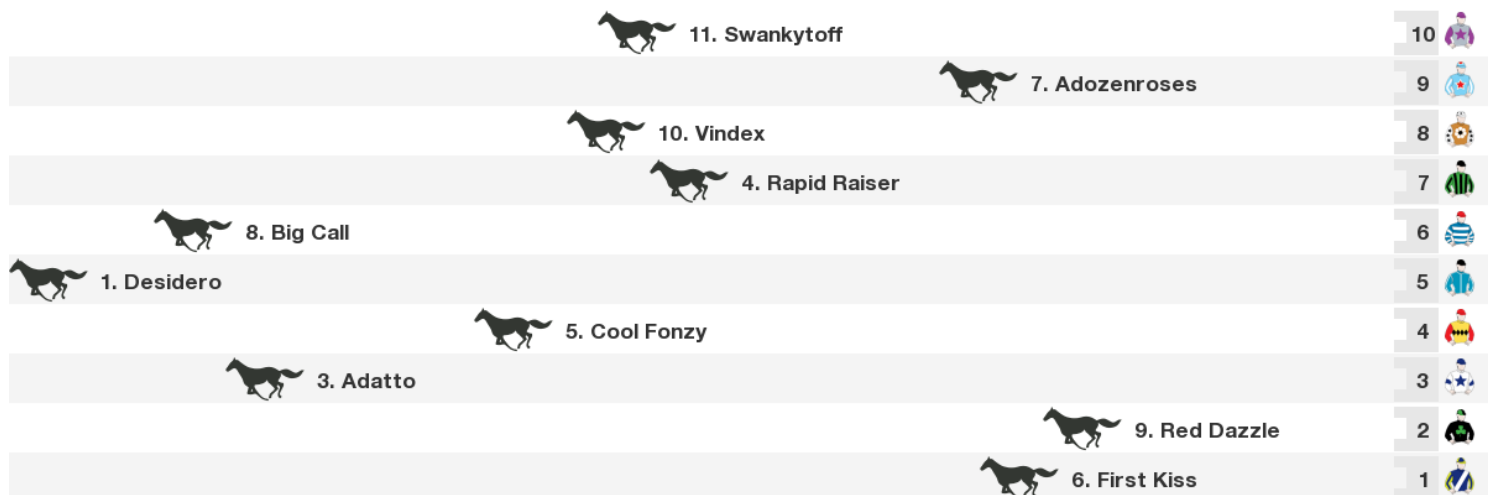 11. Swankytoff 10
7. Adozenroses 9
10. Vindex 8
4. Rapid Raiser 7
8. Big Call 6
1. Desidero 5
5. Cool Fonzy 4
3. Adatto 3
9. Red Dazzle 2
6. First Kiss 1